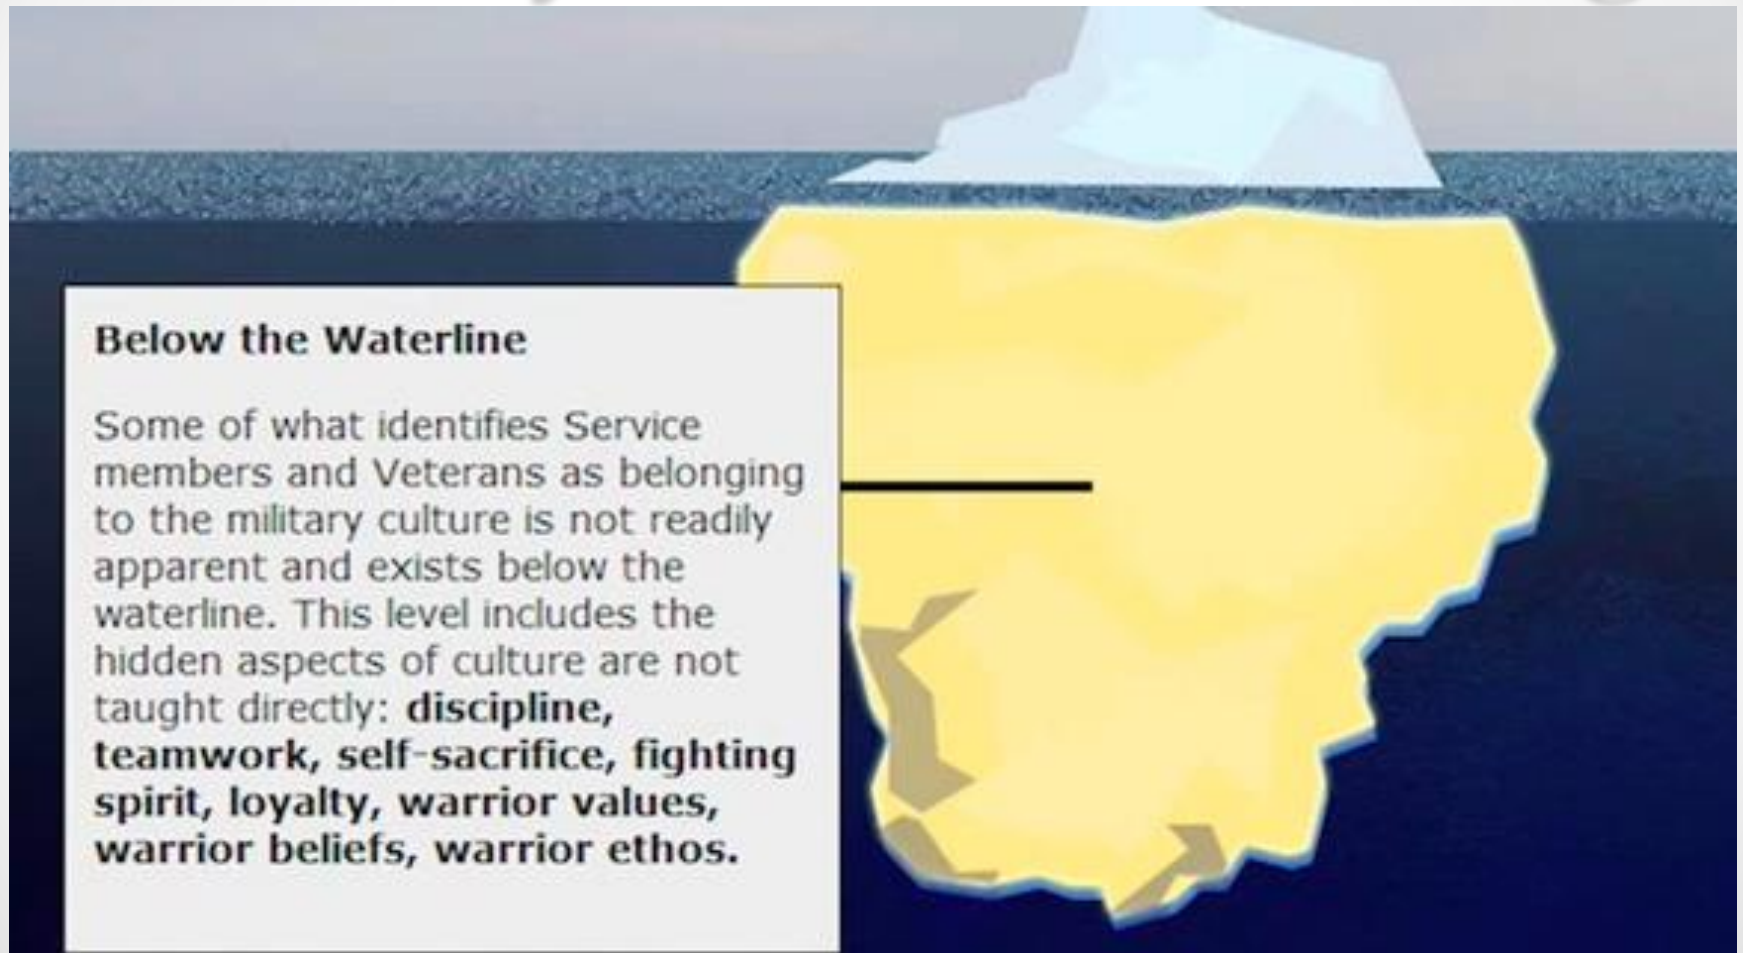 Below the Waterline
Some of what identifies Service
members and Veterans as belonging
to the military culture is not readily
apparent and exists below the
waterline. This level includes the
hidden aspects of culture are not
taught directly: discipline,
teamwork, self-sacrifice, fighting
spirit, loyalty, warrior values,
warrior beliefs, warrior ethos.